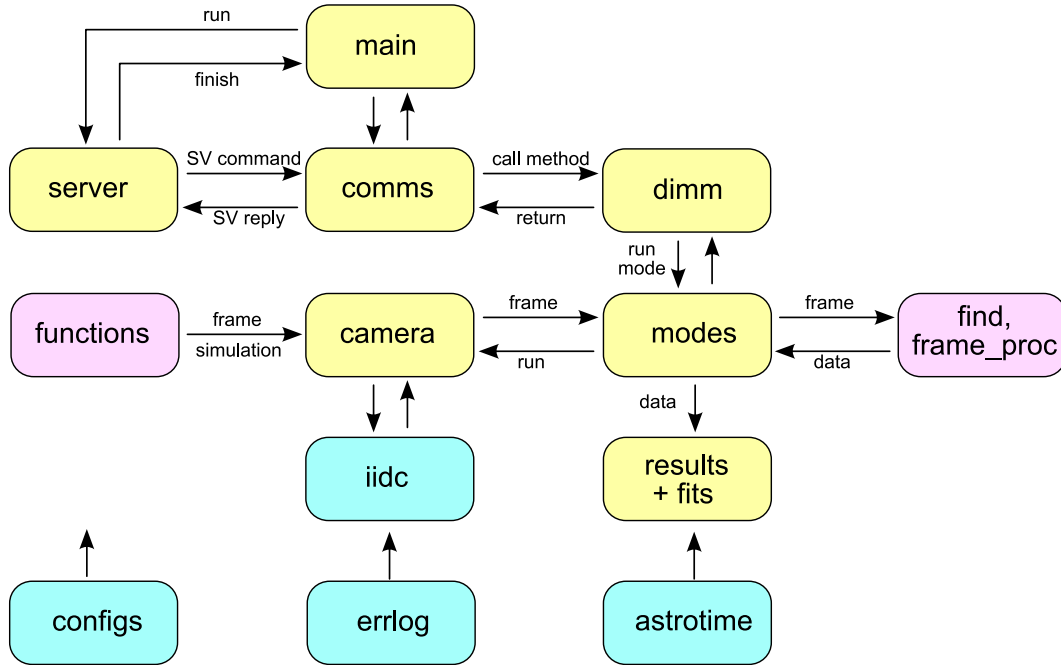 run
main
finish
SV command
call method
server
comms
dimm
SV reply
return
run
mode
frame
frame
frame
functions
camera
modes
find,
frame_proc
simulation
run
data
data
iidc
results
+ fits
configs
errlog
astrotime